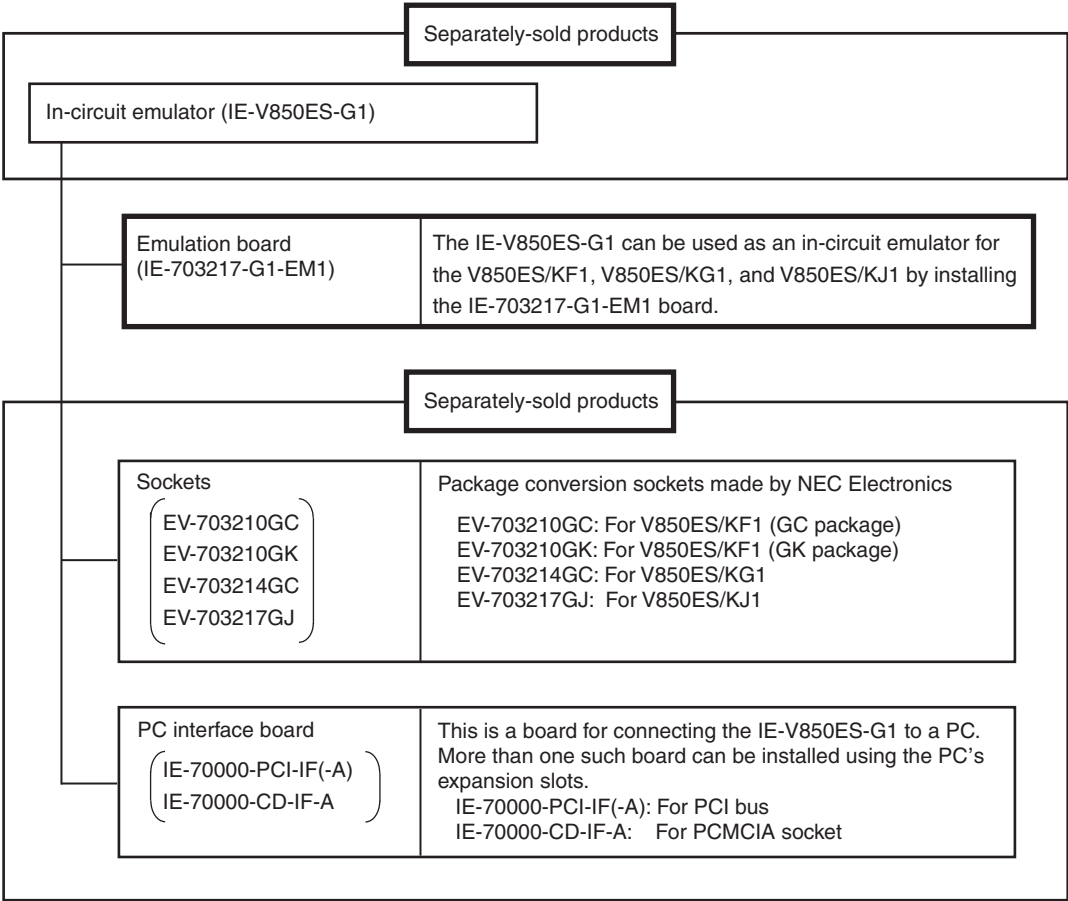 Separately-sold products
In-circuit emulator (IE-V850ES-G1)
Emulation board
(IE-703217-G1-EM1)
The IE-V850ES-G1 can be used as an in-circuit emulator for
the V850ES/KF1, V850ES/KG1, and V850ES/KJ1 by installing
the IE-703217-G1-EM1 board.
Separately-sold products
Sockets
EV-703210GC
EV-703210GK
EV-703214GC
EV-703217GJ
Package conversion sockets made by NEC Electronics
EV-703210GC: For V850ES/KF1 (GC package)
EV-703210GK: For V850ES/KF1 (GK package)
EV-703214GC: For V850ES/KG1
EV-703217GJ: For V850ES/KJ1
PC interface board
IE-70000-PCI-IF(-A)
IE-70000-CD-IF-A
This is a board for connecting the IE-V850ES-G1 to a PC.
More than one such board can be installed using the PC's
expansion slots.
IE-70000-PCI-IF(-A): For PCI bus
IE-70000-CD-IF-A: For PCMCIA socket